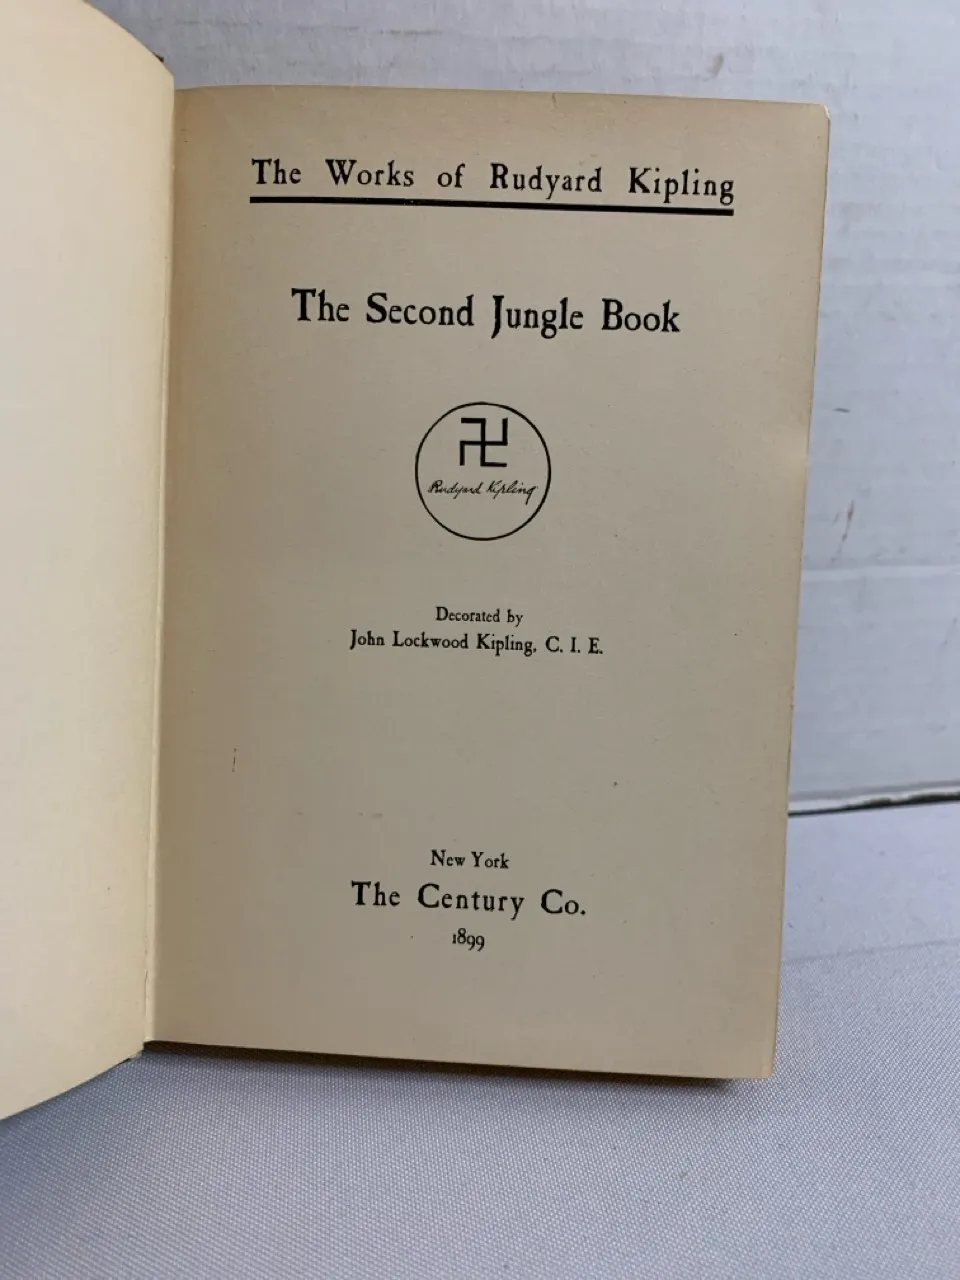 The Works of Rudyard Kipling
The Second Jungle Book
卍
Rudyard Kipling
Decorated by
John Lockwood Kipling, C. I. E.
New York
The Century Co.
1899